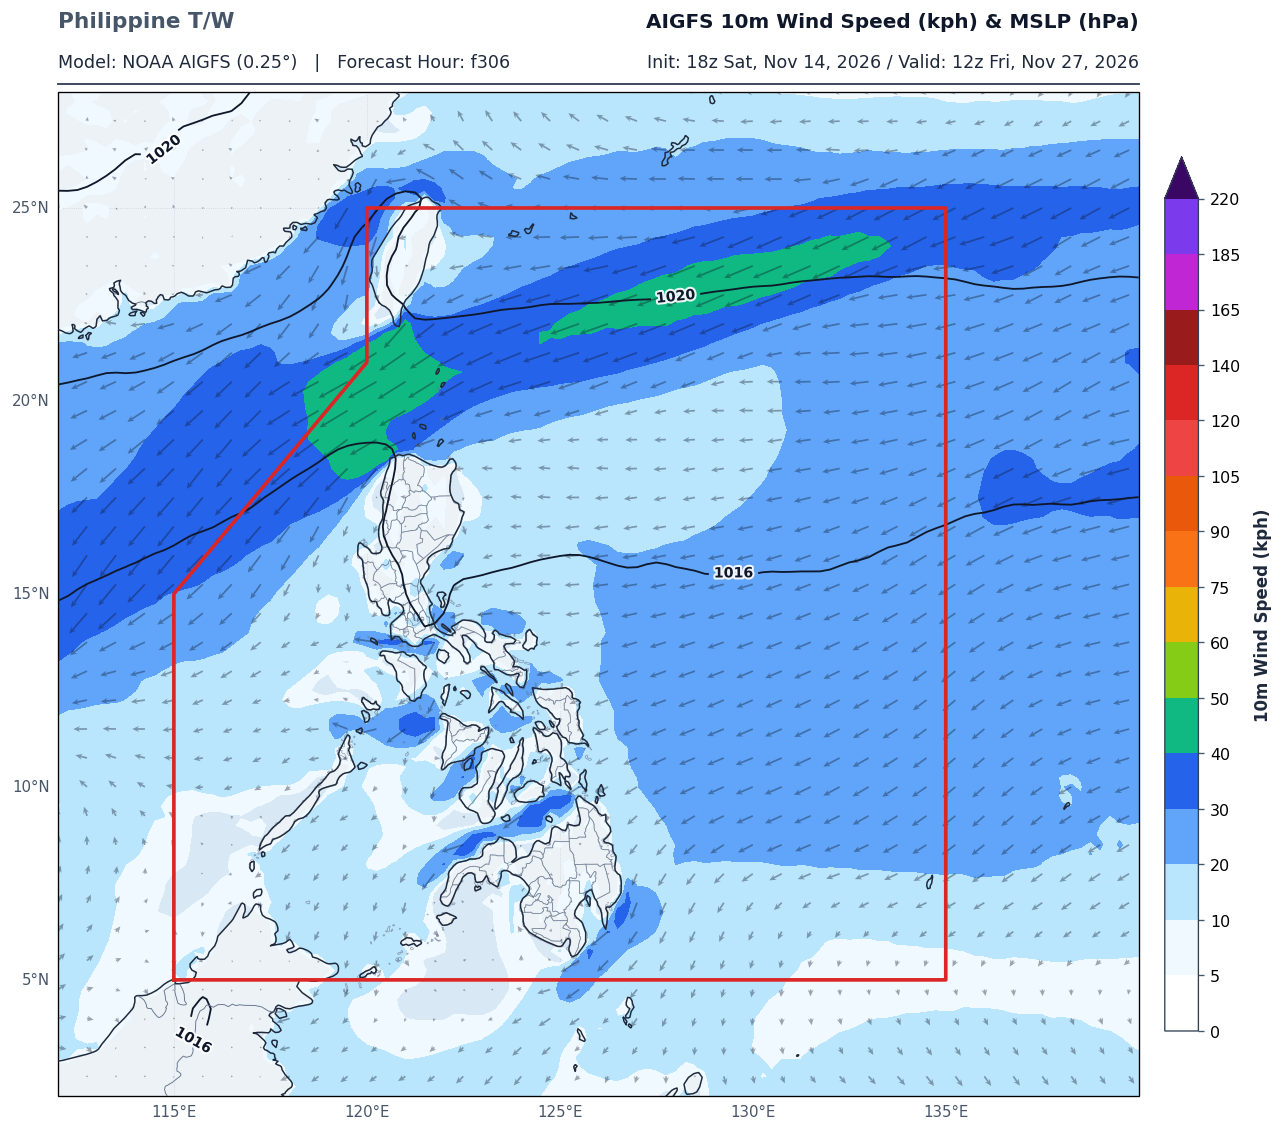 Philippine T/W
AIGFS 10m Wind Speed (kph) & MSLP (hPa)
Model: NOAA AIGFS (0.25°)   |   Forecast Hour: f306
Init: 18z Sat, Nov 14, 2026 / Valid: 12z Fri, Nov 27, 2026
1020
25°N
1020
20°N
1016
15°N
10°N
5°N
1016
115°E
120°E
125°E
130°E
135°E
220
185
165
140
120
105
90
75
60
50
40
30
20
10
5
0
10m Wind Speed (kph)